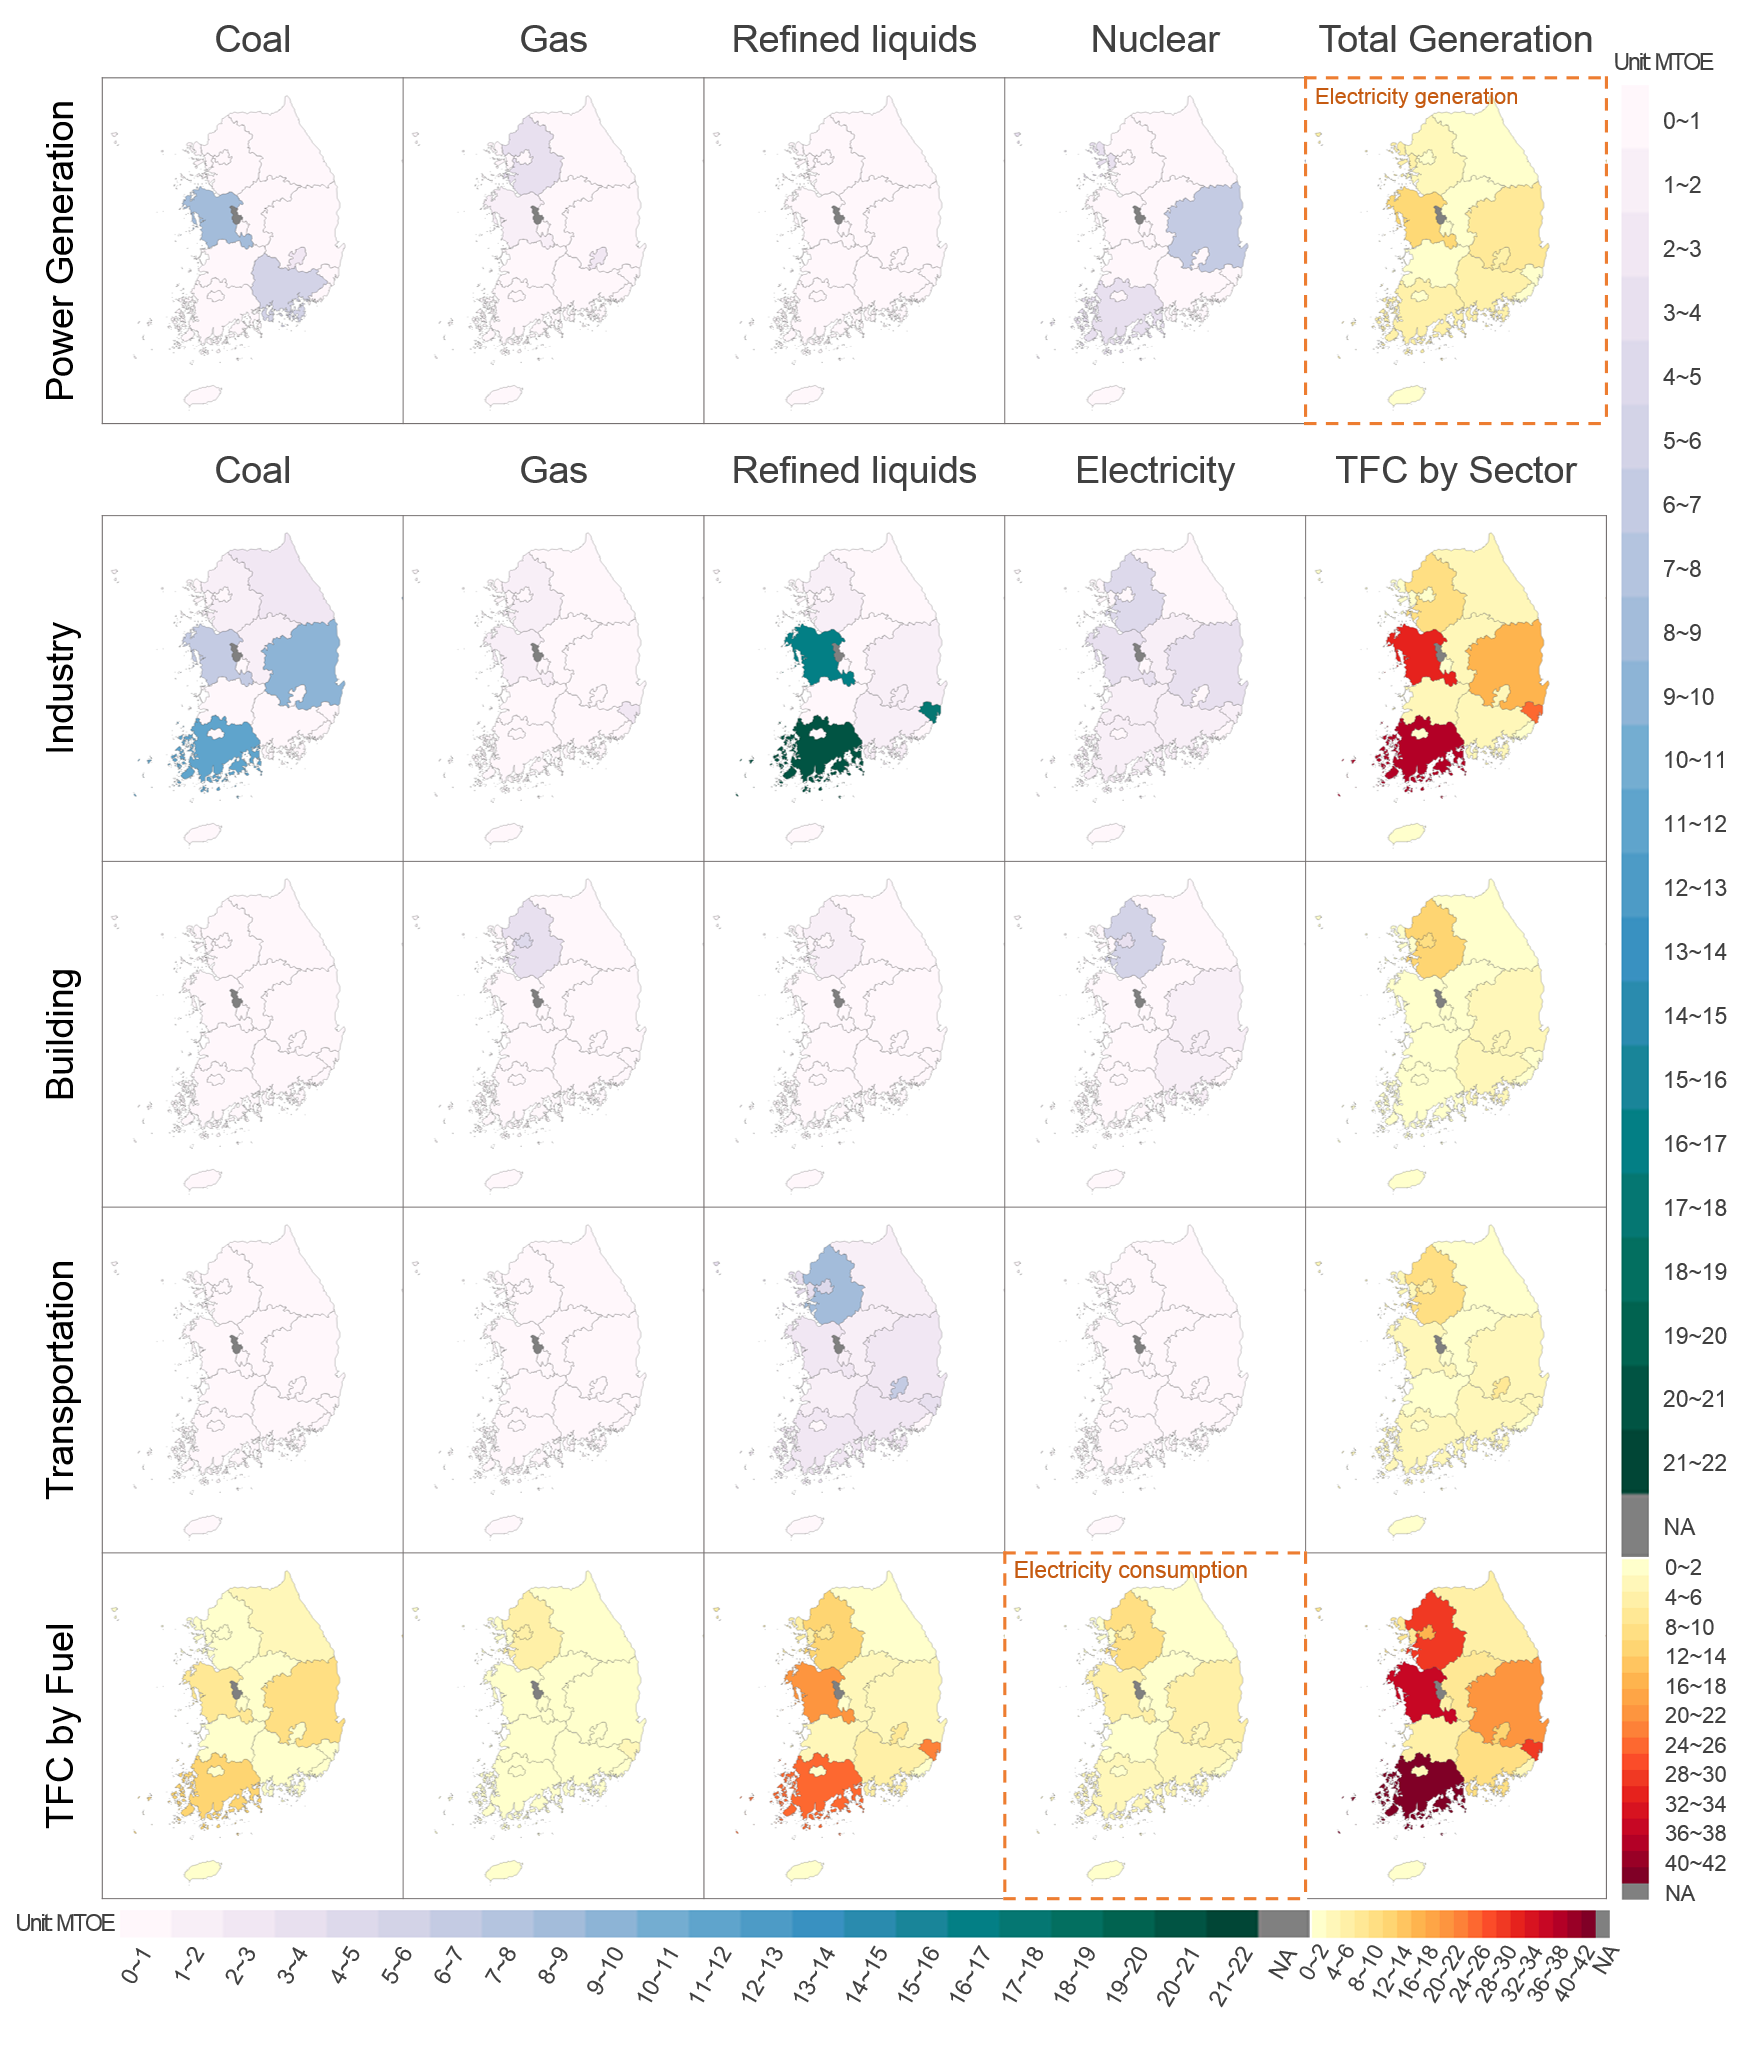 Coal
Gas
Refined liquids
Nuclear
Total Generation
Unit: MTOE
Power Generation
Electricity generation
Coal
Gas
Refined liquids
Electricity
TFC by Sector
Industry
Building
Transportation
TFC by Fuel
Electricity consumption
0~1
1~2
2~3
3~4
4~5
5~6
6~7
7~8
8~9
9~10
10~11
11~12
12~13
13~14
14~15
15~16
16~17
17~18
18~19
19~20
20~21
21~22
NA
0~2
4~6
8~10
12~14
16~18
20~22
24~26
28~30
32~34
36~38
40~42
NA
Unit: MTOE
0~1
1~2
2~3
3~4
4~5
5~6
6~7
7~8
8~9
9~10
10~11
11~12
12~13
13~14
14~15
15~16
16~17
17~18
18~19
19~20
20~21
21~22
NA
0~2
4~6
8~10
12~14
16~18
20~22
24~26
28~30
32~34
36~38
40~42
NA